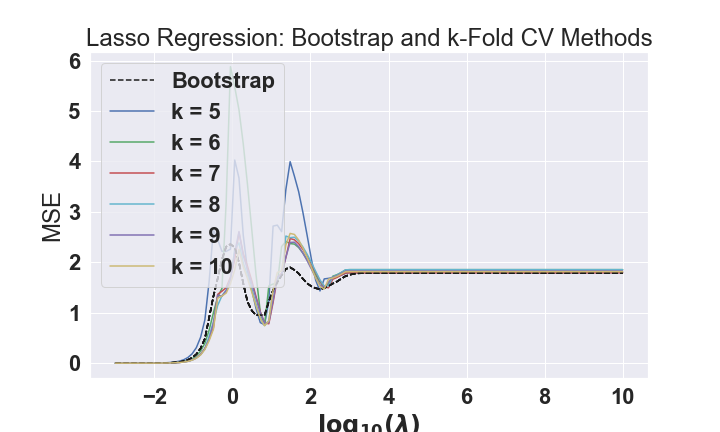 Lasso Regression: Bootstrap and k-Fold CV Methods
6
5
4
3
2
1
0
MSE
Bootstrap
k = 5
k = 6
k = 7
k = 8
k = 9
k = 10
−2 0 2 4 6 8 10
log₁₀(λ)